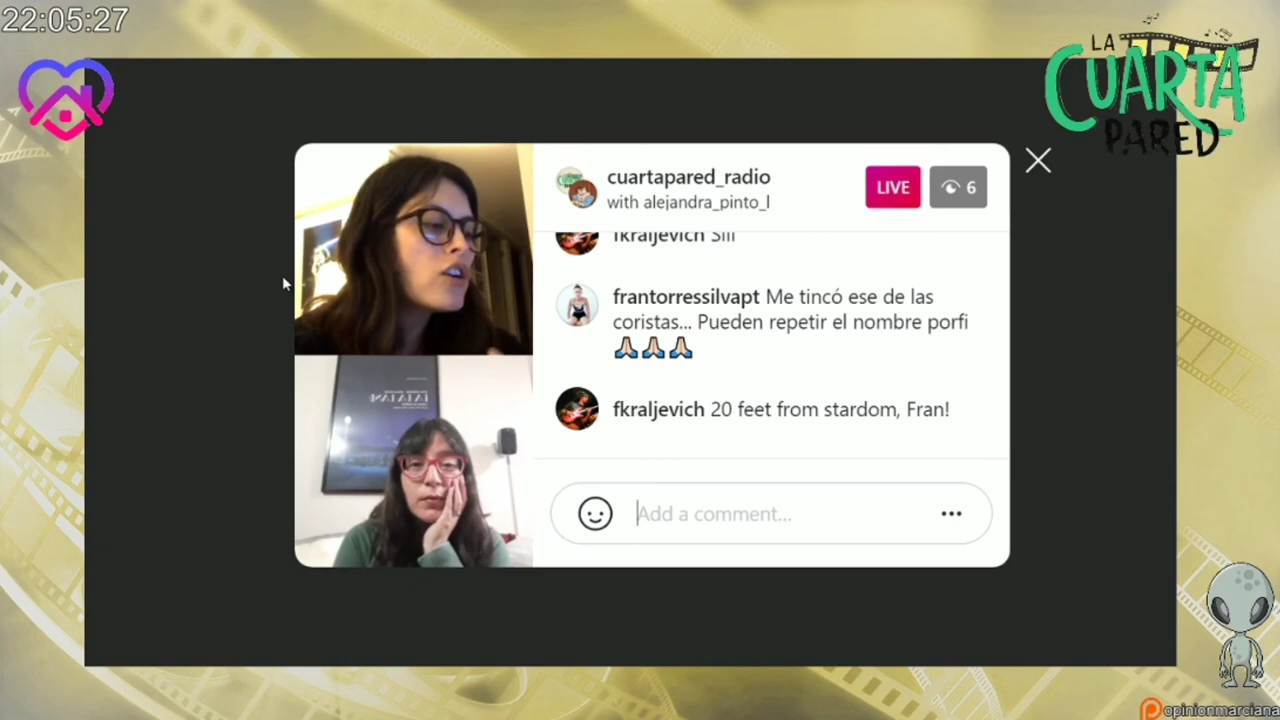 22:05:27
LA
CUARTA
PARED
cuartapared_radio
with alejandra_pinto_l
LIVE
6
fkraljevich Siii
frantorressilvapt Me tincó ese de las
coristas... Pueden repetir el nombre porfi
🙏🙏🙏
fkraljevich 20 feet from stardom, Fran!
Add a comment...
opinionmarciana